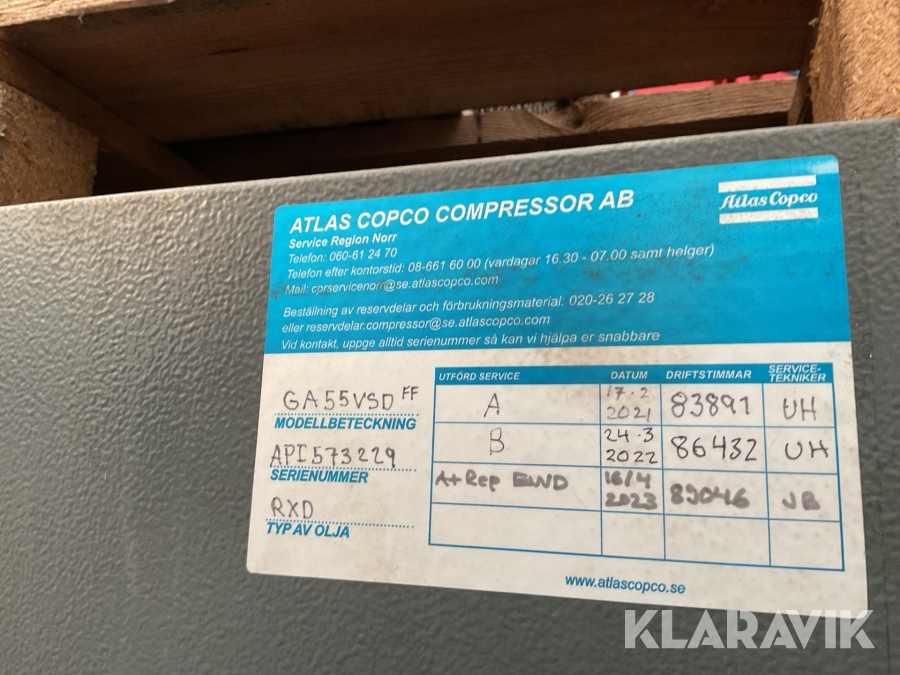 ATLAS COPCO COMPRESSOR AB
Atlas Copco
Service Region Norr
Telefon: 060-61 24 70
Telefon efter kontorstid: 08-661 60 00 (vardagar 16.30 - 07.00 samt helger)
Mail: cprservicenorr@se.atlascopco.com
Beställning av reservdelar och förbrukningsmaterial: 020-26 27 28
eller reservdelar.compressor@se.atlascopco.com
Vid kontakt, uppge alltid serienummer så kan vi hjälpa er snabbare
GA55VSD FF
MODELLBETECKNING
API573229
SERIENUMMER
RXD
TYP AV OLJA
UTFÖRD SERVICE DATUM DRIFTSTIMMAR SERVICE-TEKNIKER
A 17.2 2021 83891 UH
B 24.3 2022 86432 UH
A+Rep EWD 16/4 2023 89046 JB
www.atlascopco.se
KLARAVIK